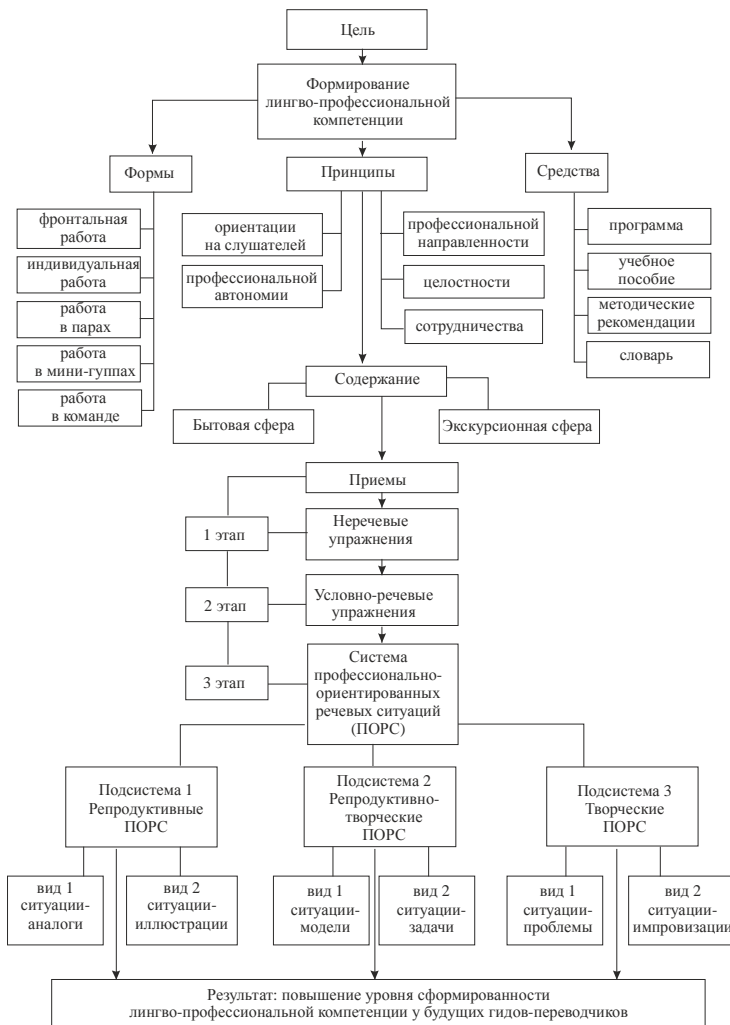 Цель
Формирование
лингво-профессиональной
компетенции
Формы
Принципы
Средства
фронтальная
работа
индивидуальная
работа
работа
в парах
работа
в мини-гуппах
работа
в команде
ориентации
на слушателей
профессиональной
автономии
профессиональной
направленности
целостности
сотрудничества
программа
учебное
пособие
методические
рекомендации
словарь
Содержание
Бытовая сфера
Экскурсионная сфера
Приемы
1 этап
Неречевые
упражнения
2 этап
Условно-речевые
упражнения
3 этап
Система
профессионально-
ориентированных
речевых ситуаций
(ПОРС)
Подсистема 1
Репродуктивные
ПОРС
Подсистема 2
Репродуктивно-
творческие
ПОРС
Подсистема 3
Творческие
ПОРС
вид 1
ситуации-
аналоги
вид 2
ситуации-
иллюстрации
вид 1
ситуации-
модели
вид 2
ситуации-
задачи
вид 1
ситуации-
проблемы
вид 2
ситуации-
импровизации
Результат: повышение уровня сформированности
лингво-профессиональной компетенции у будущих гидов-переводчиков